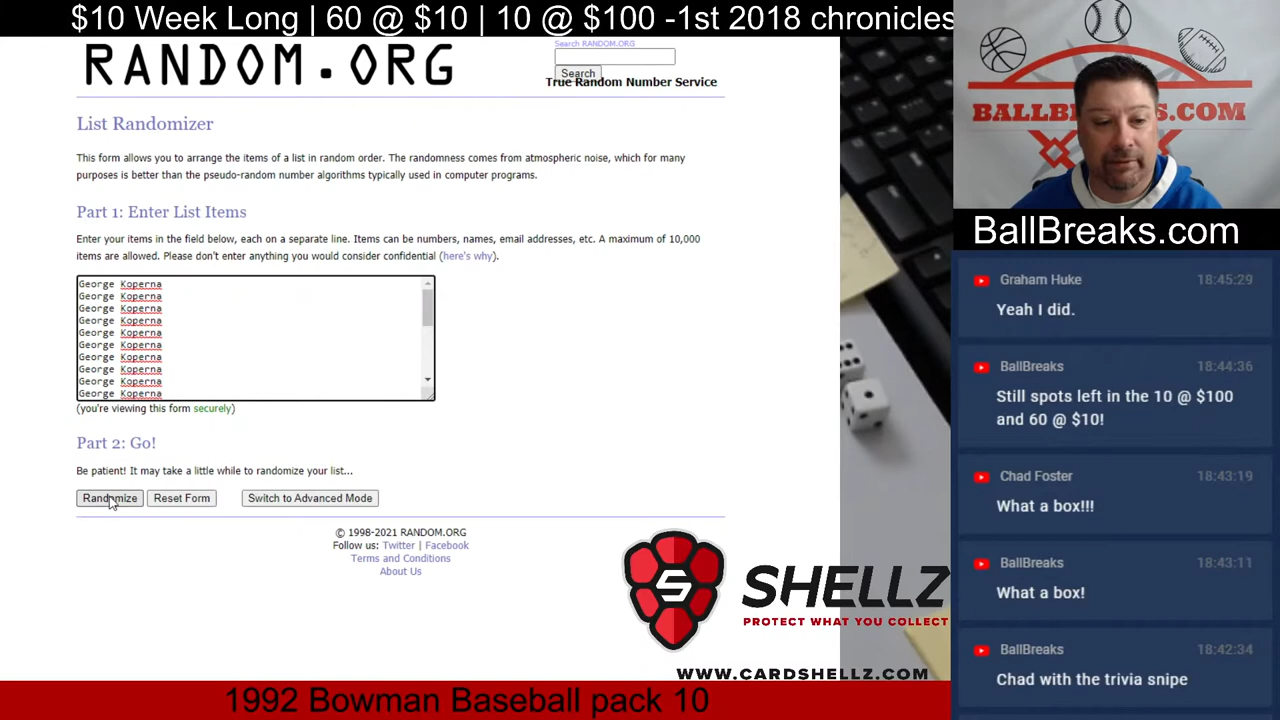 $10 Week Long | 60 @ $10 | 10 @ $100 -1st 2018 chronicles
RANDOM.ORG
Search RANDOM.ORG
Search
True Random Number Service
List Randomizer
This form allows you to arrange the items of a list in random order. The randomness comes from atmospheric noise, which for many
purposes is better than the pseudo-random number algorithms typically used in computer programs.
Part 1: Enter List Items
Enter your items in the field below, each on a separate line. Items can be numbers, names, email addresses, etc. A maximum of 10,000
items are allowed. Please don't enter anything you would consider confidential (here's why).
George Koperna
George Koperna
George Koperna
George Koperna
George Koperna
George Koperna
George Koperna
George Koperna
George Koperna
George Koperna
(you're viewing this form securely)
Part 2: Go!
Be patient! It may take a little while to randomize your list...
Randomize
Reset Form
Switch to Advanced Mode
© 1998-2021 RANDOM.ORG
Follow us: Twitter | Facebook
Terms and Conditions
About Us
S SHELLZ
PROTECT WHAT YOU COLLECT
WWW.CARDSHELLZ.COM
1992 Bowman Baseball pack 10
BallBreaks.com
Graham Huke 18:45:29
Yeah I did.
BallBreaks 18:44:36
Still spots left in the 10 @ $100
and 60 @ $10!
Chad Foster 18:43:19
What a box!!!
BallBreaks 18:43:11
What a box!
BallBreaks 18:42:34
Chad with the trivia snipe